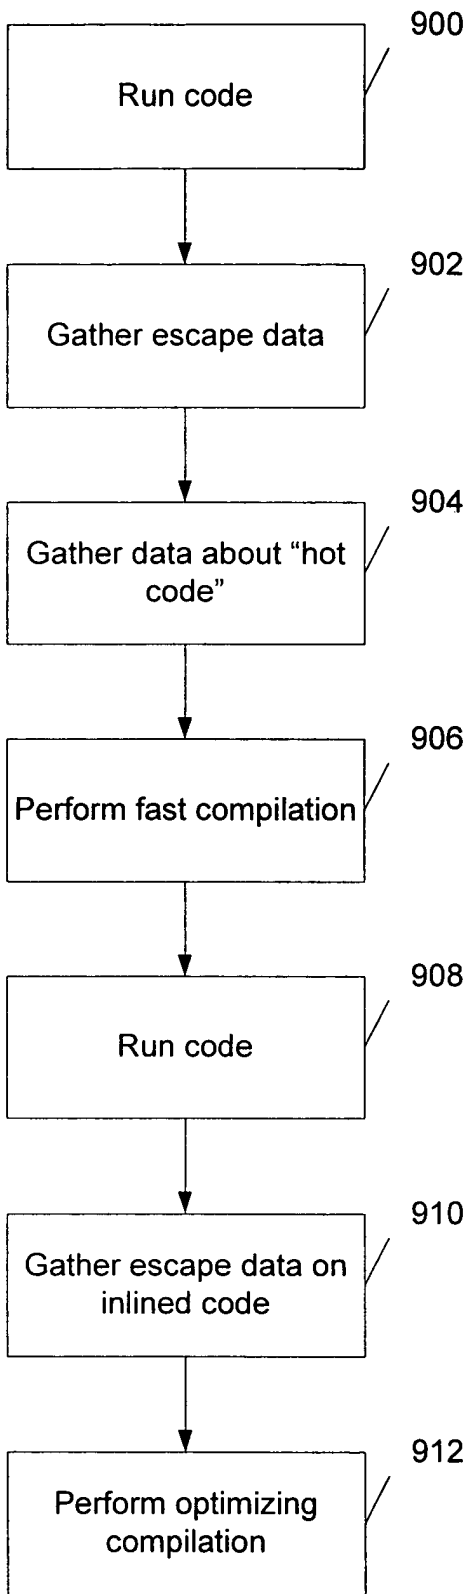 900
Run code
902
Gather escape data
904
Gather data about “hot
code”
906
Perform fast compilation
908
Run code
910
Gather escape data on
inlined code
912
Perform optimizing
compilation